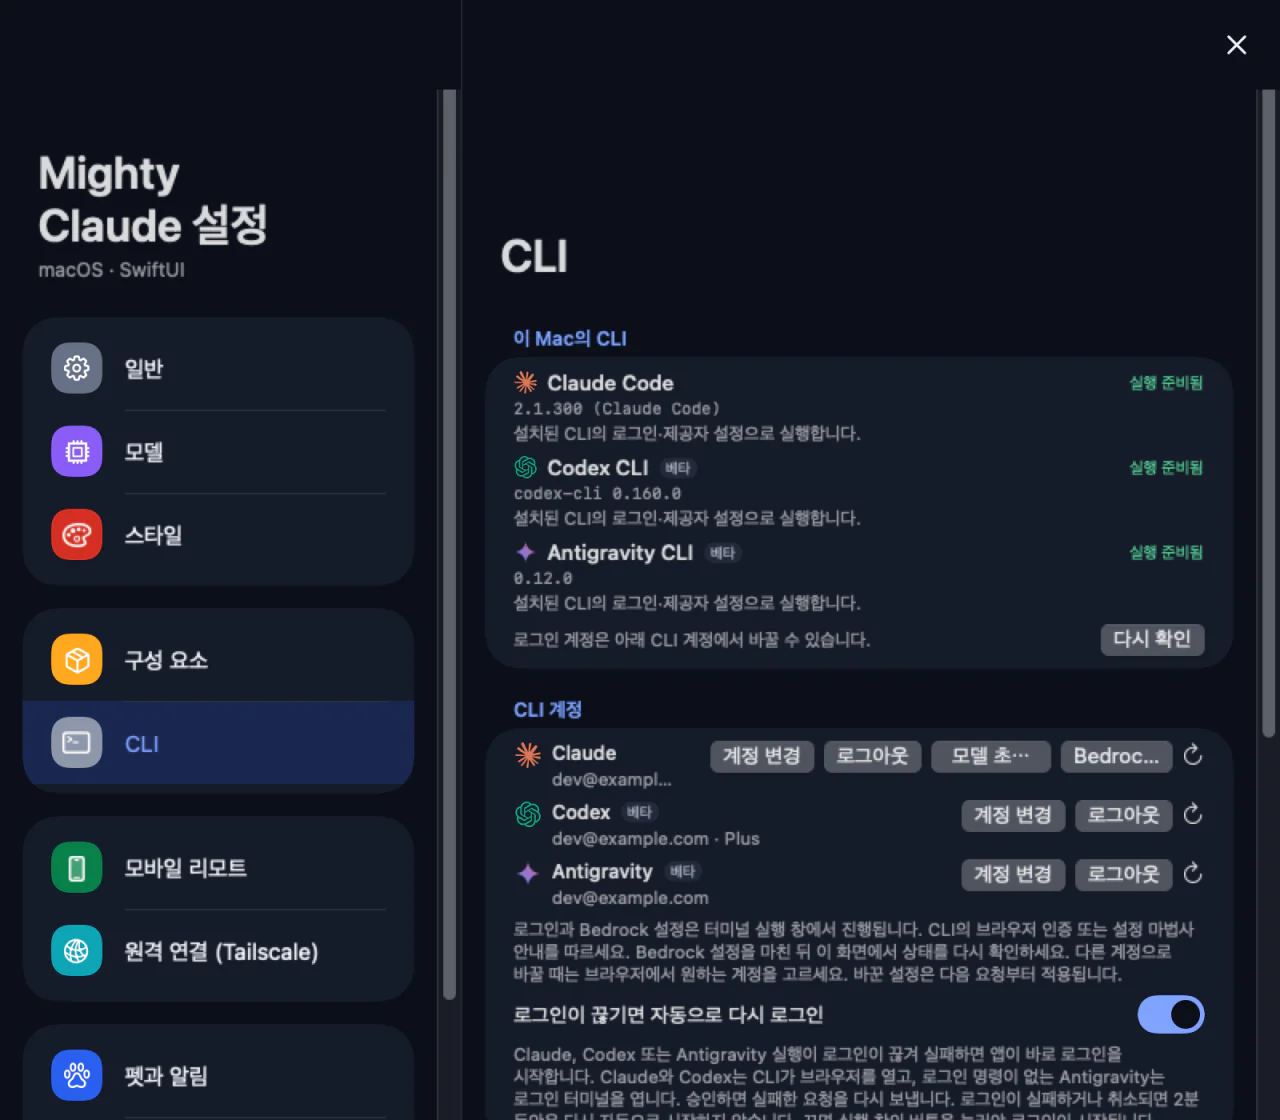 Mighty
Claude 설정
macOS · SwiftUI
일반
모델
스타일
구성 요소
CLI
모바일 리모트
원격 연결 (Tailscale)
펫과 알림
CLI
이 Mac의 CLI
Claude Code 실행 준비됨
2.1.300 (Claude Code)
설치된 CLI의 로그인·제공자 설정으로 실행합니다.
Codex CLI 베타 실행 준비됨
codex-cli 0.160.0
설치된 CLI의 로그인·제공자 설정으로 실행합니다.
Antigravity CLI 베타 실행 준비됨
0.12.0
설치된 CLI의 로그인·제공자 설정으로 실행합니다.
로그인 계정은 아래 CLI 계정에서 바꿀 수 있습니다. 다시 확인
CLI 계정
Claude 계정 변경 로그아웃 모델 초… Bedroc...
dev@exampl...
Codex 베타 계정 변경 로그아웃
dev@example.com · Plus
Antigravity 베타 계정 변경 로그아웃
dev@example.com
로그인과 Bedrock 설정은 터미널 실행 창에서 진행됩니다. CLI의 브라우저 인증 또는 설정 마법사
안내를 따르세요. Bedrock 설정을 마친 뒤 이 화면에서 상태를 다시 확인하세요. 다른 계정으로
바꿀 때는 브라우저에서 원하는 계정을 고르세요. 바꾼 설정은 다음 요청부터 적용됩니다.
로그인이 끊기면 자동으로 다시 로그인
Claude, Codex 또는 Antigravity 실행이 로그인이 끊겨 실패하면 앱이 바로 로그인을
시작합니다. Claude와 Codex는 CLI가 브라우저를 열고, 로그인 명령이 없는 Antigravity는
로그인 터미널을 엽니다. 승인하면 실패한 요청을 다시 보냅니다. 로그인이 실패하거나 취소되면 2분